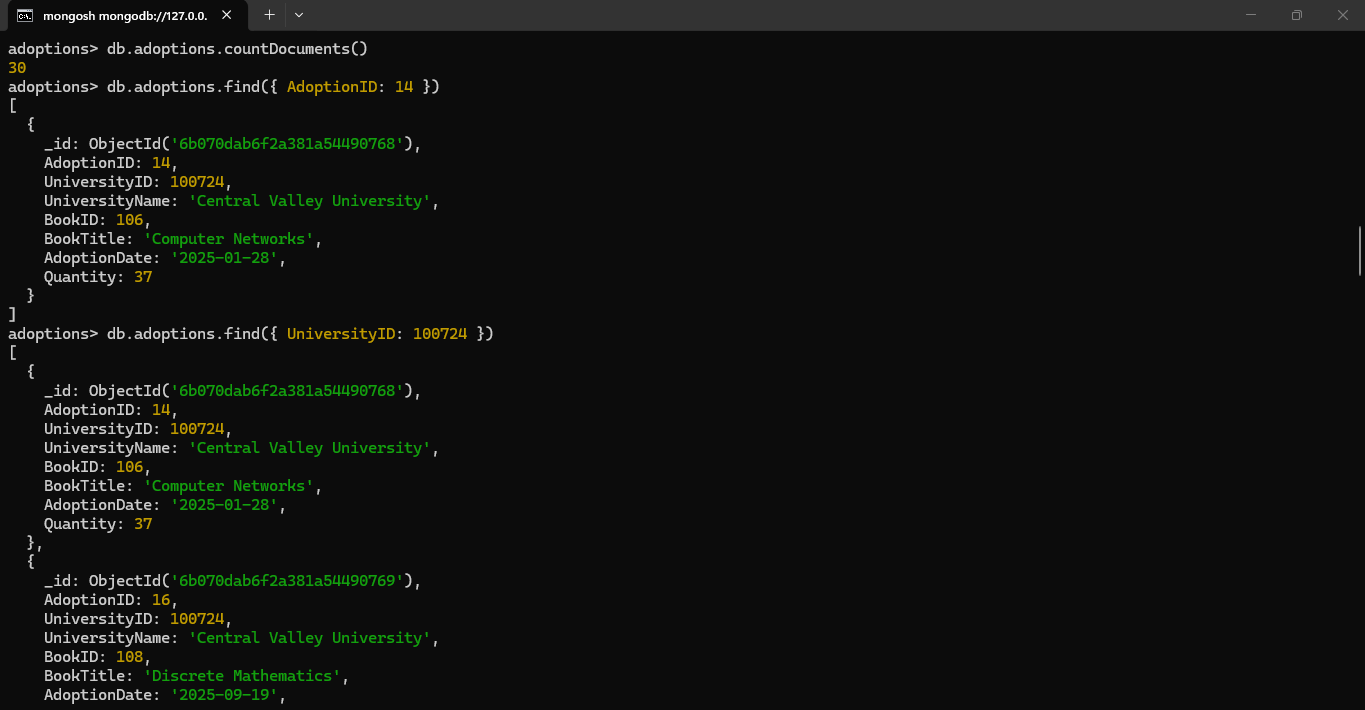 mongosh mongodb://127.0.0.
adoptions> db.adoptions.countDocuments()
30
adoptions> db.adoptions.find({ AdoptionID: 14 })
[
  {
    _id: ObjectId('6b070dab6f2a381a54490768'),
    AdoptionID: 14,
    UniversityID: 100724,
    UniversityName: 'Central Valley University',
    BookID: 106,
    BookTitle: 'Computer Networks',
    AdoptionDate: '2025-01-28',
    Quantity: 37
  }
]
adoptions> db.adoptions.find({ UniversityID: 100724 })
[
  {
    _id: ObjectId('6b070dab6f2a381a54490768'),
    AdoptionID: 14,
    UniversityID: 100724,
    UniversityName: 'Central Valley University',
    BookID: 106,
    BookTitle: 'Computer Networks',
    AdoptionDate: '2025-01-28',
    Quantity: 37
  },
  {
    _id: ObjectId('6b070dab6f2a381a54490769'),
    AdoptionID: 16,
    UniversityID: 100724,
    UniversityName: 'Central Valley University',
    BookID: 108,
    BookTitle: 'Discrete Mathematics',
    AdoptionDate: '2025-09-19',